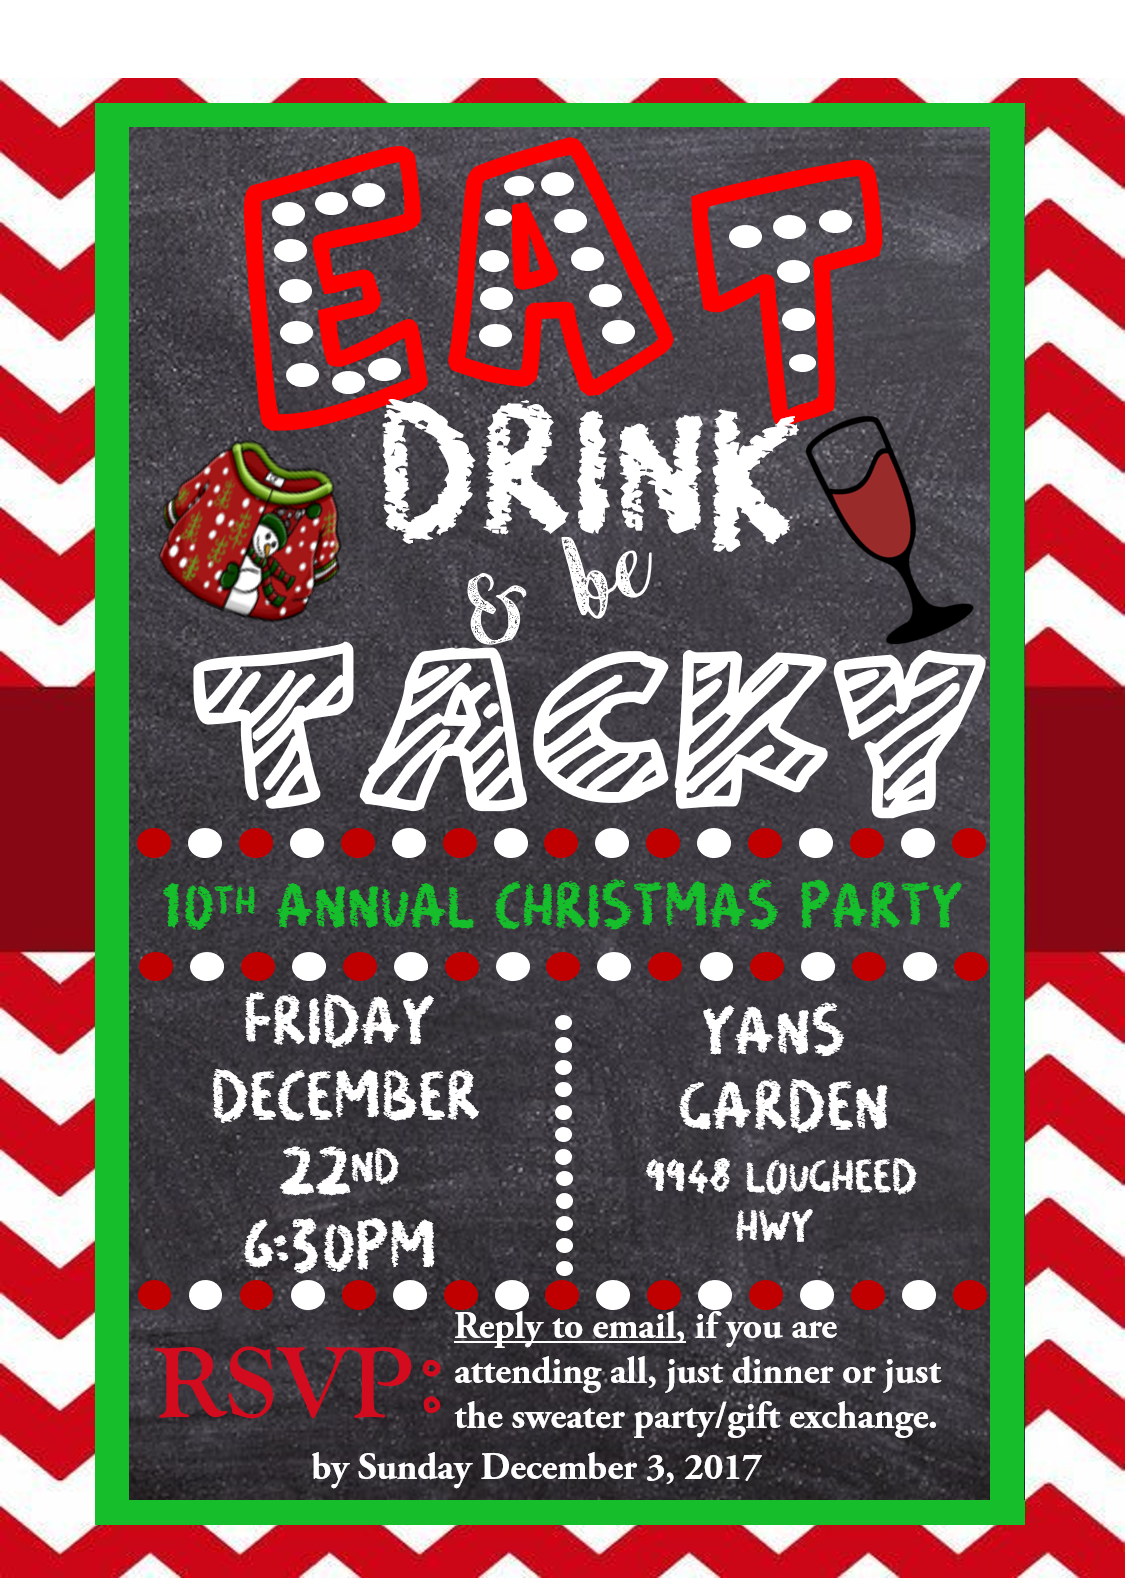 EAT
DRINK
& be
TACKY
10TH ANNUAL CHRISTMAS PARTY
FRIDAY
DECEMBER
22ND
6:30PM
YANS
GARDEN
9948 LOUGHEED
HWY
RSVP:
Reply to email, if you are
attending all, just dinner or just
the sweater party/gift exchange.
by Sunday December 3, 2017